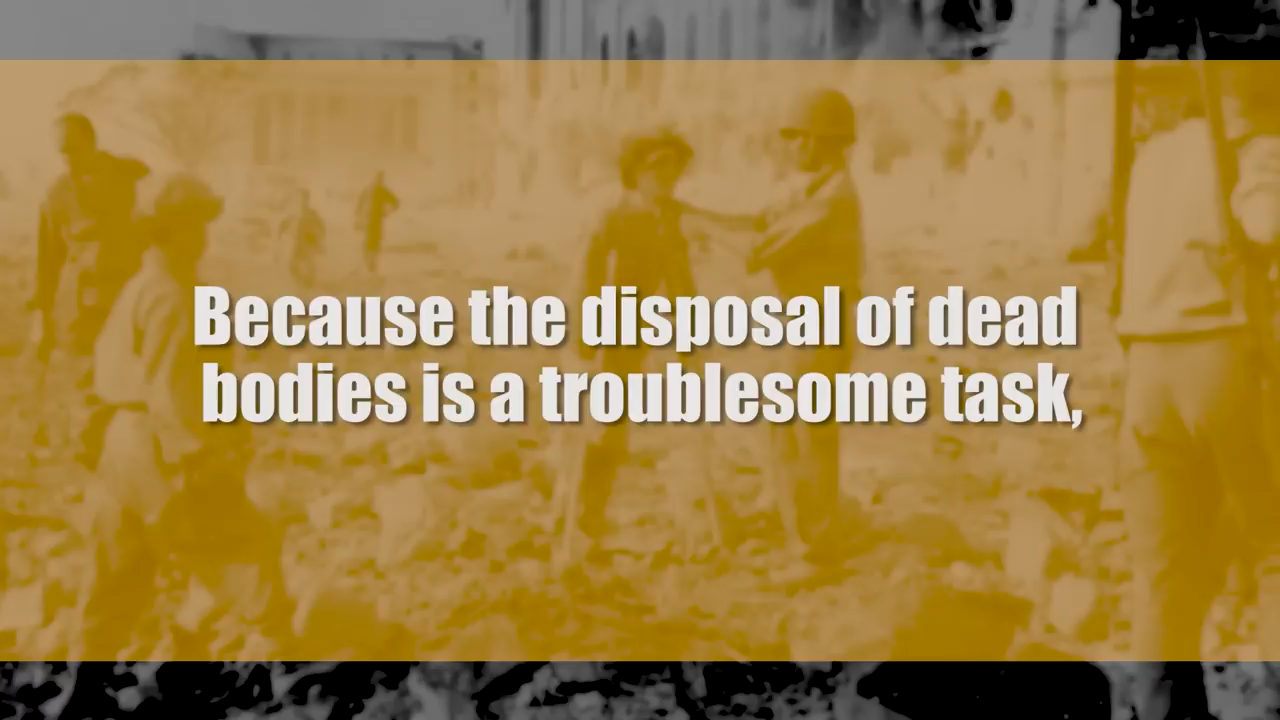 Because the disposal of dead
bodies is a troublesome task,